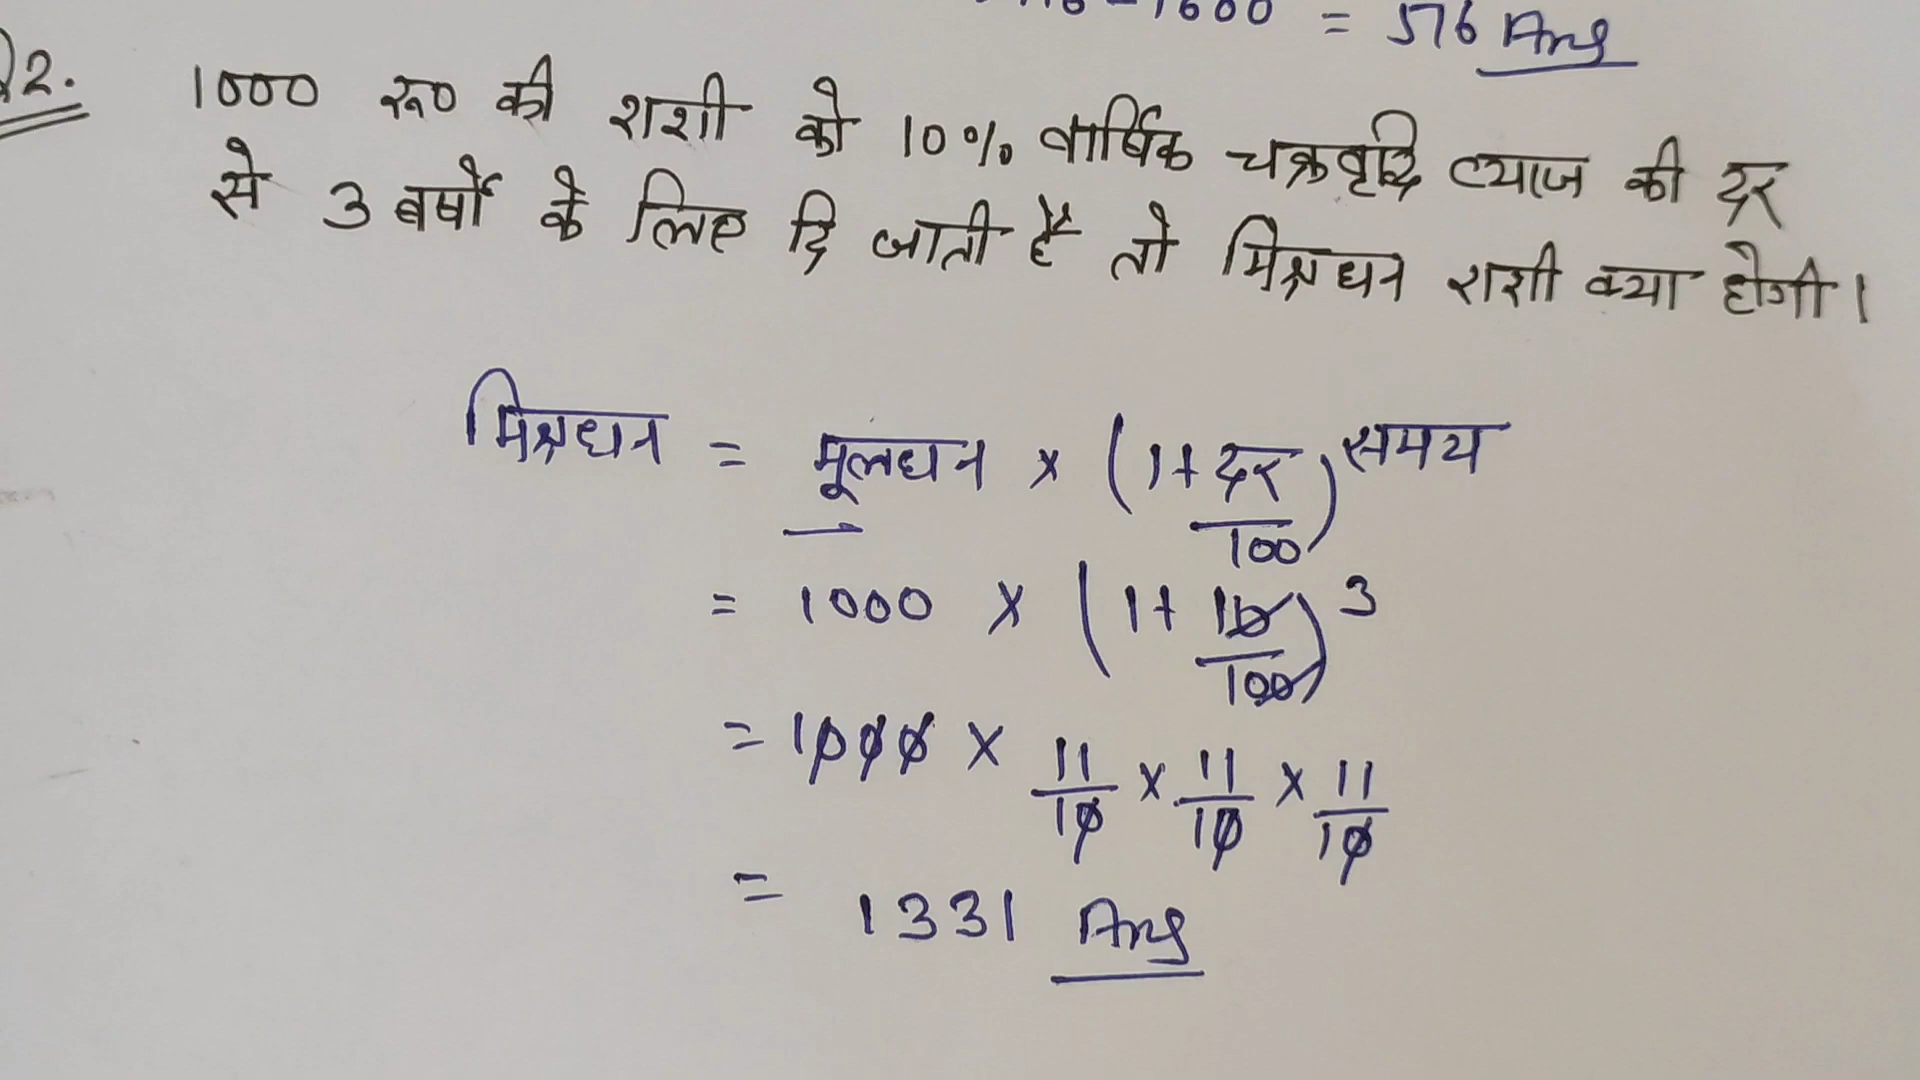 1600 = 576 Ans
Q2. 1000 रू० की राशी को 10% वार्षिक चक्रवृद्धि व्याज की दर
से 3 बर्षों के लिए दि जाती है तो मिश्रधन राशी क्या होगी।
मिश्रधन = मूलधन × (1+दर/100)^समय
= 1000 × (1+10/100)^3
= 1000 × 11/10 × 11/10 × 11/10
= 1331 Ans